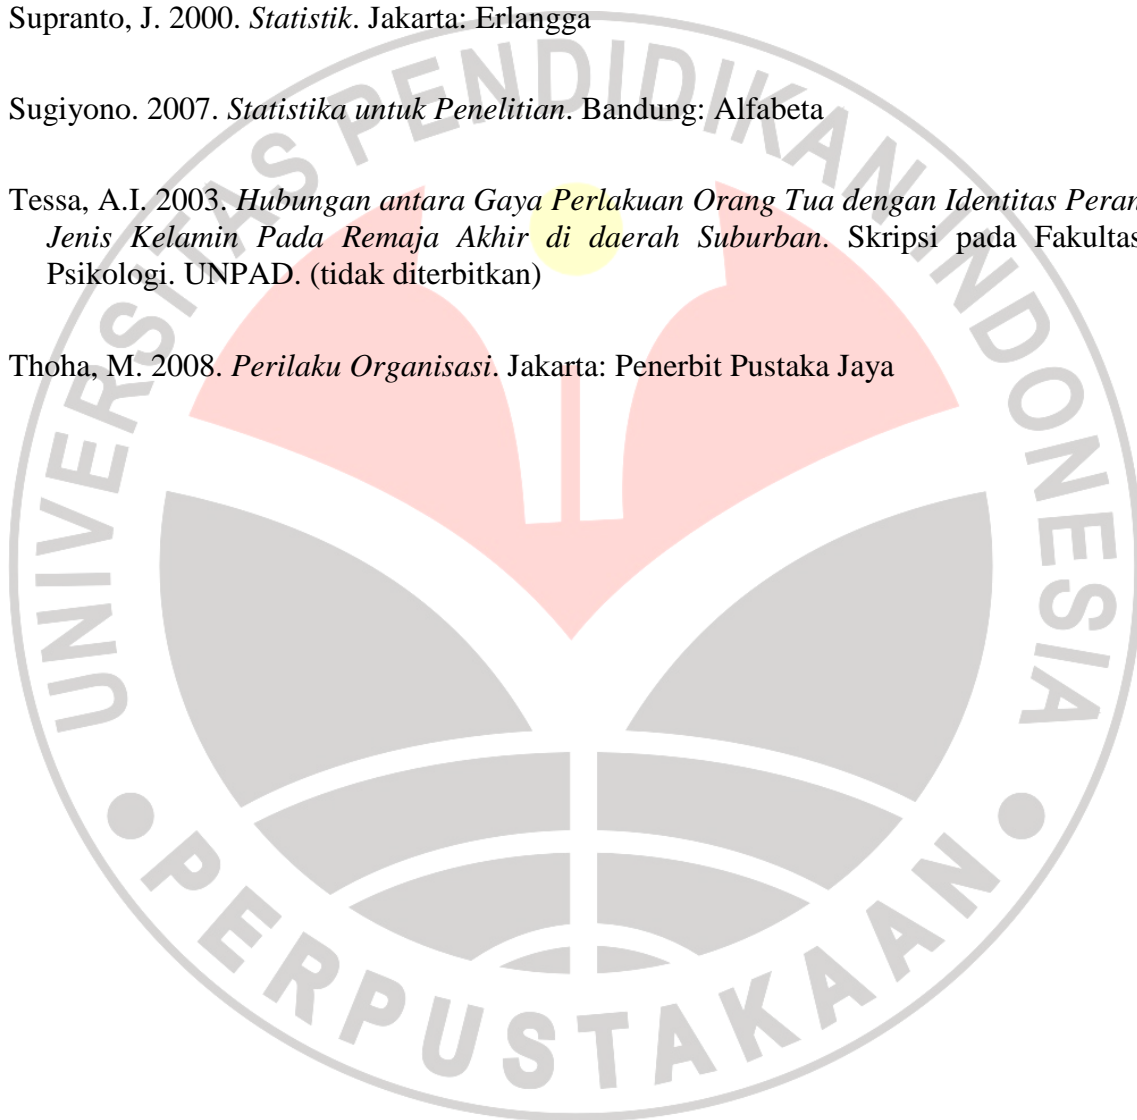 Supranto, J. 2000. Statistik. Jakarta: Erlangga
Sugiyono. 2007. Statistika untuk Penelitian. Bandung: Alfabeta
Tessa, A.I. 2003. Hubungan antara Gaya Perlakuan Orang Tua dengan Identitas Peran
Jenis Kelamin Pada Remaja Akhir di daerah Suburban. Skripsi pada Fakultas
Psikologi. UNPAD. (tidak diterbitkan)
Thoha, M. 2008. Perilaku Organisasi. Jakarta: Penerbit Pustaka Jaya
UNIVERSITAS PENDIDIKAN INDONESIA
PERPUSTAKAAN